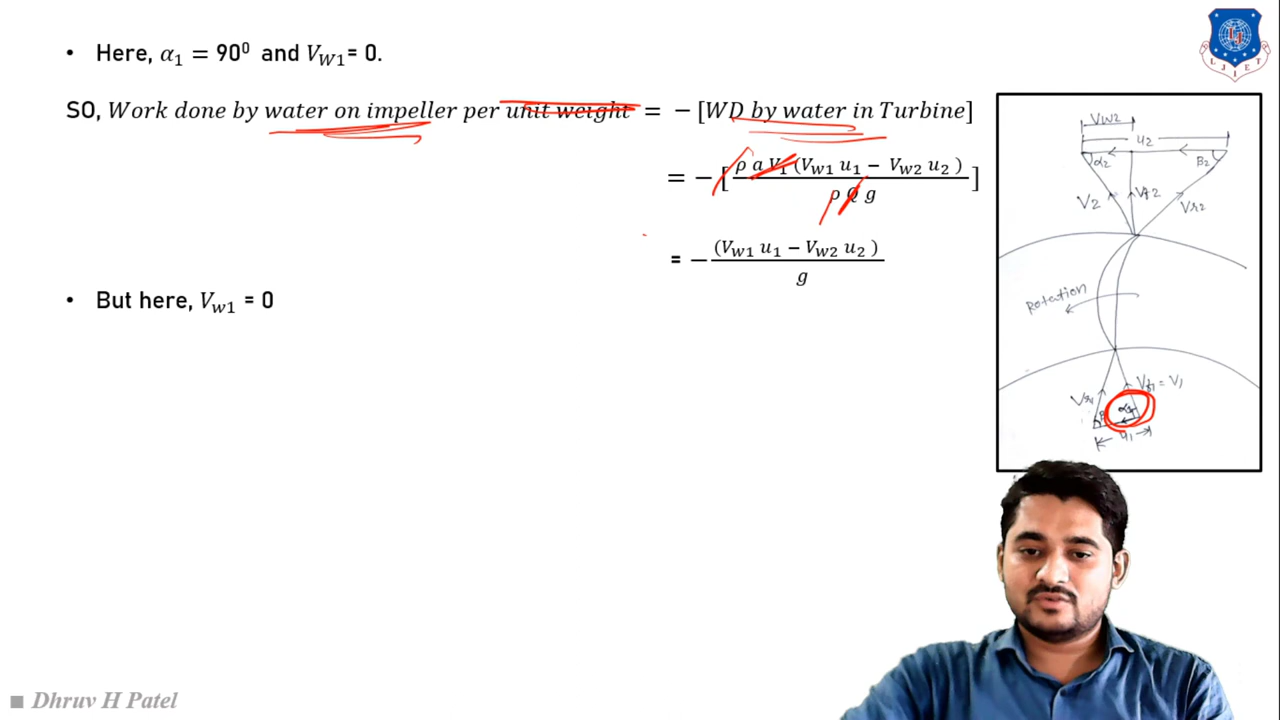 • Here, α₁ = 90⁰ and V_W1 = 0.
SO, Work done by water on impeller per unit weight = − [WD by water in Turbine]
= − [ρ a V₁ (V_W1 u₁ − V_W2 u₂ ) / ρ Q g]
= − (V_W1 u₁ − V_W2 u₂ ) / g
• But here, V_w1 = 0
LJIET
Vw2
u2
α2
β2
V2
Vf2
Vr2
Rotation
Vr1
Vf1 = V1
u1
■ Dhruv H Patel